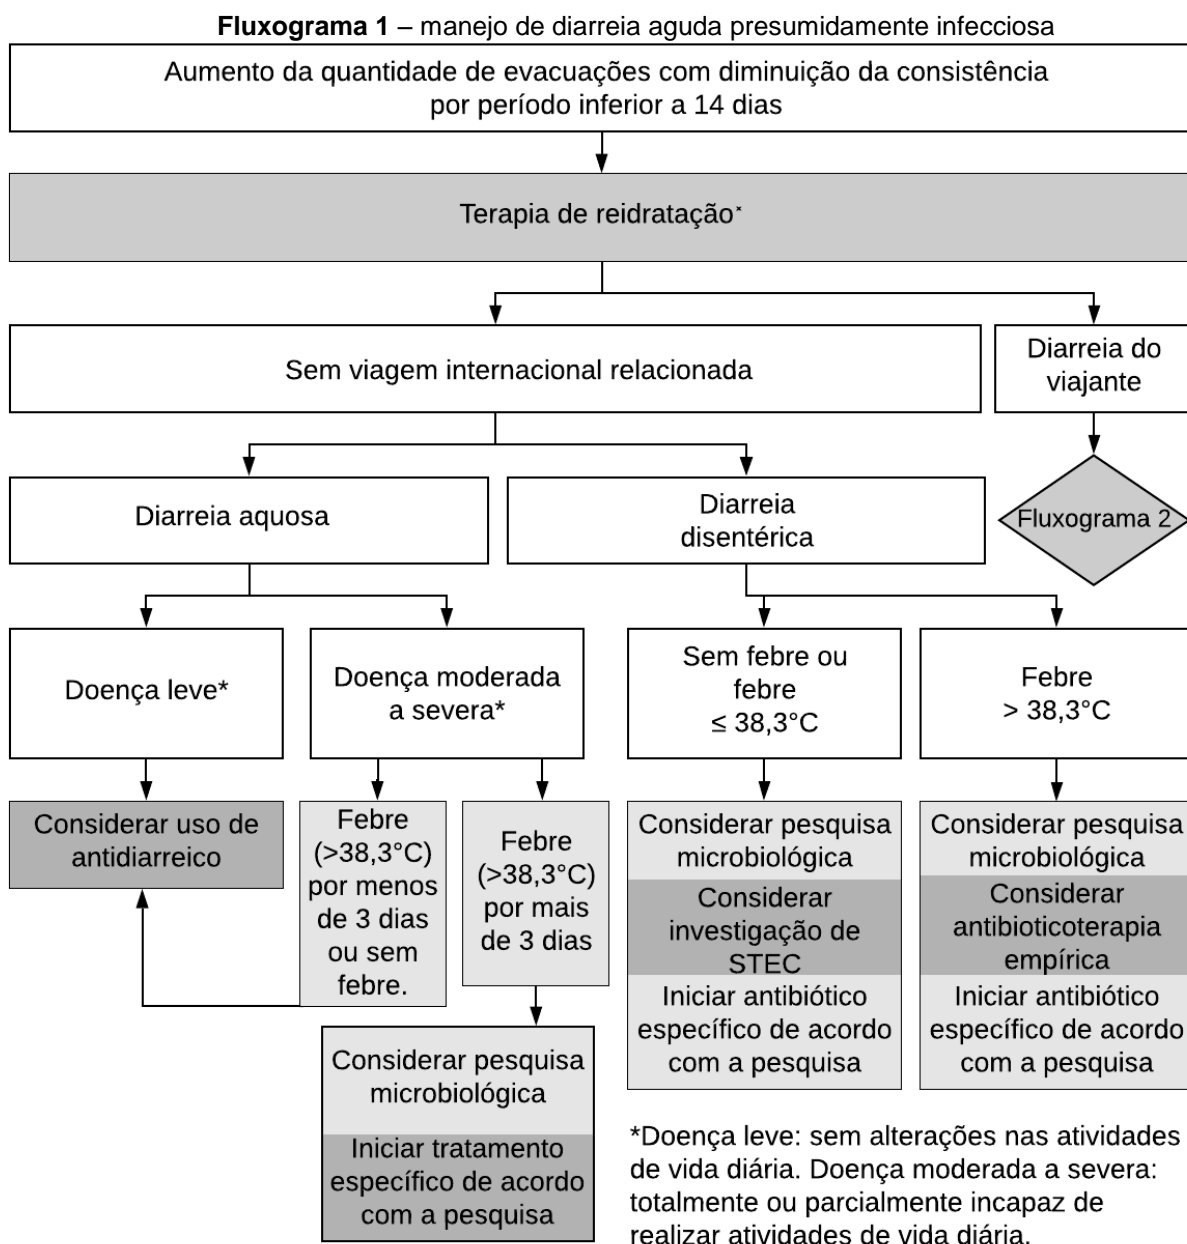 Fluxograma 1 – manejo de diarreia aguda presumidamente infecciosa
Aumento da quantidade de evacuações com diminuição da consistência
por período inferior a 14 dias
Terapia de reidratação*
Sem viagem internacional relacionada
Diarreia do
viajante
Diarreia aquosa
Diarreia
disentérica
Fluxograma 2
Doença leve*
Doença moderada
a severa*
Sem febre ou
febre
≤ 38,3°C
Febre
> 38,3°C
Considerar uso de
antidiarreico
Febre
(>38,3°C)
por menos
de 3 dias
ou sem
febre.
Febre
(>38,3°C)
por mais
de 3 dias
Considerar pesquisa
microbiológica
Considerar
investigação de
STEC
Iniciar antibiótico
específico de acordo
com a pesquisa
Considerar pesquisa
microbiológica
Considerar
antibioticoterapia
empírica
Iniciar antibiótico
específico de acordo
com a pesquisa
Considerar pesquisa
microbiológica
Iniciar tratamento
específico de acordo
com a pesquisa
*Doença leve: sem alterações nas atividades
de vida diária. Doença moderada a severa:
totalmente ou parcialmente incapaz de
realizar atividades de vida diária.